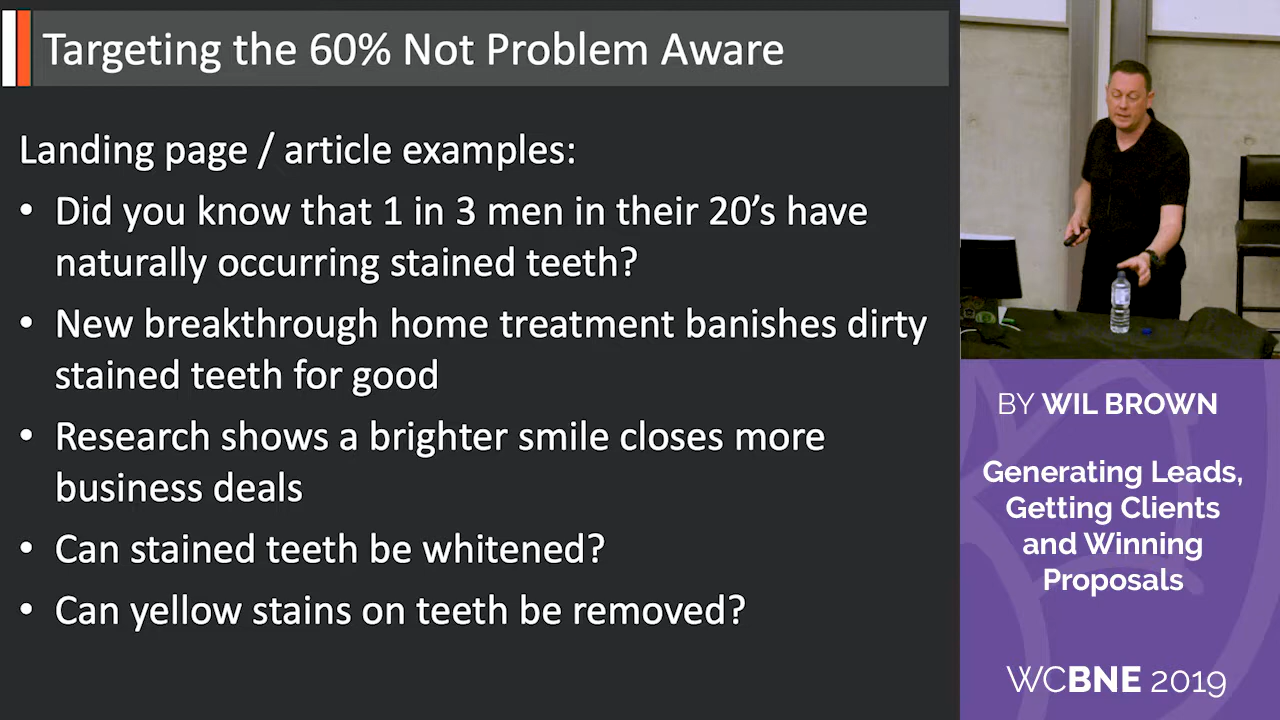 Targeting the 60% Not Problem Aware
Landing page / article examples:
• Did you know that 1 in 3 men in their 20’s have
naturally occurring stained teeth?
• New breakthrough home treatment banishes dirty
stained teeth for good
• Research shows a brighter smile closes more
business deals
• Can stained teeth be whitened?
• Can yellow stains on teeth be removed?
BY WIL BROWN
Generating Leads,
Getting Clients
and Winning
Proposals
WCBNE 2019